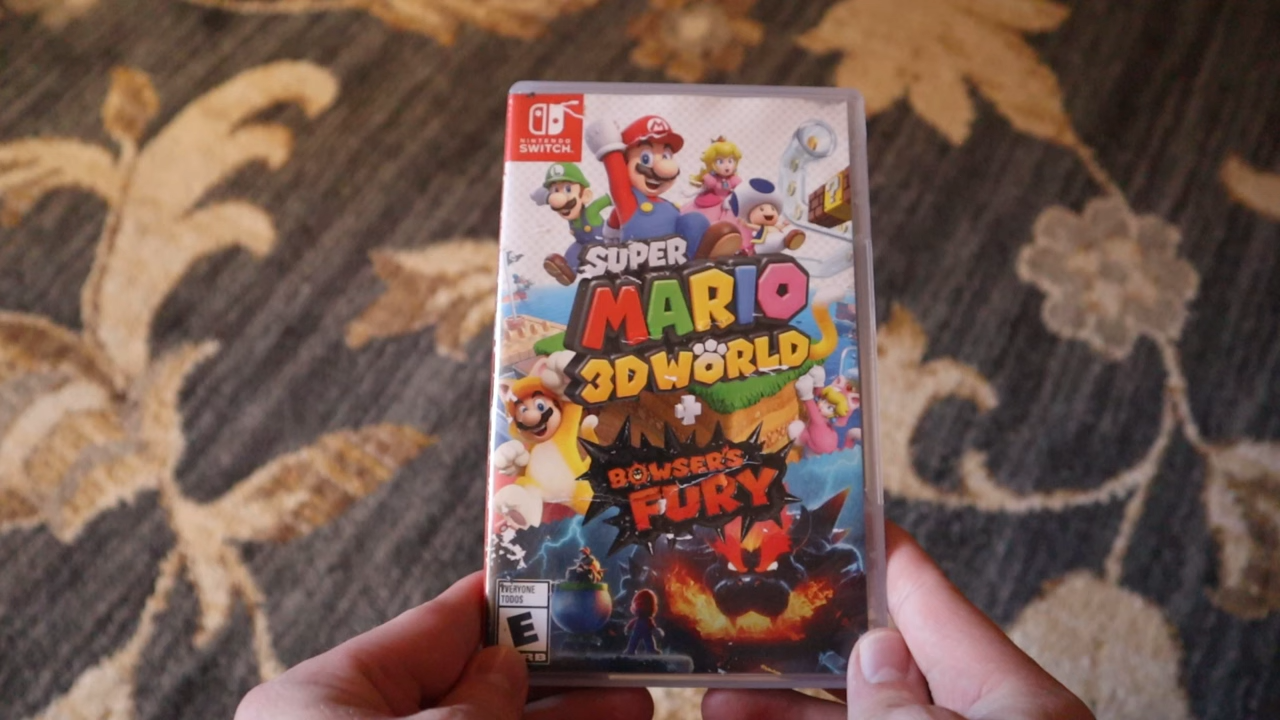 NINTENDO
SWITCH
SUPER
MARIO
3D WORLD
+
BOWSER'S
FURY
EVERYONE
TODOS
E